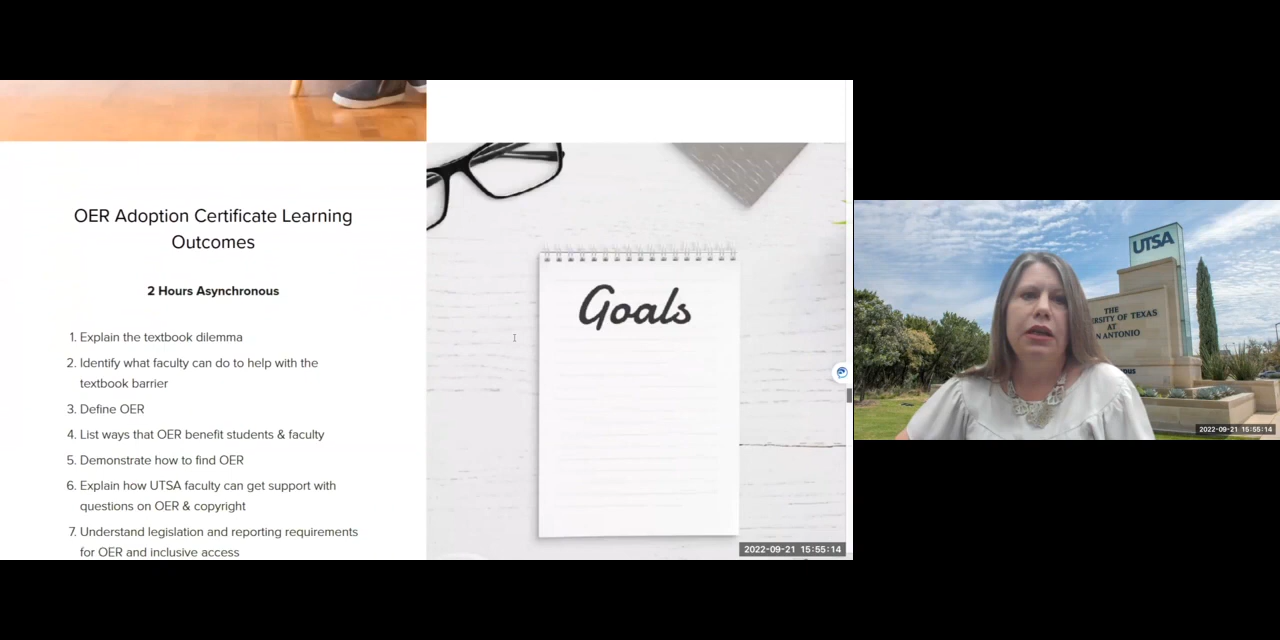 OER Adoption Certificate Learning
Outcomes
2 Hours Asynchronous
1. Explain the textbook dilemma
2. Identify what faculty can do to help with the
textbook barrier
3. Define OER
4. List ways that OER benefit students & faculty
5. Demonstrate how to find OER
6. Explain how UTSA faculty can get support with
questions on OER & copyright
7. Understand legislation and reporting requirements
for OER and inclusive access
Goals
2022-09-21 15:55:14
UTSA
THE
ERSITY OF TEXAS
AT
N ANTONIO
2022-09-21 15:55:14